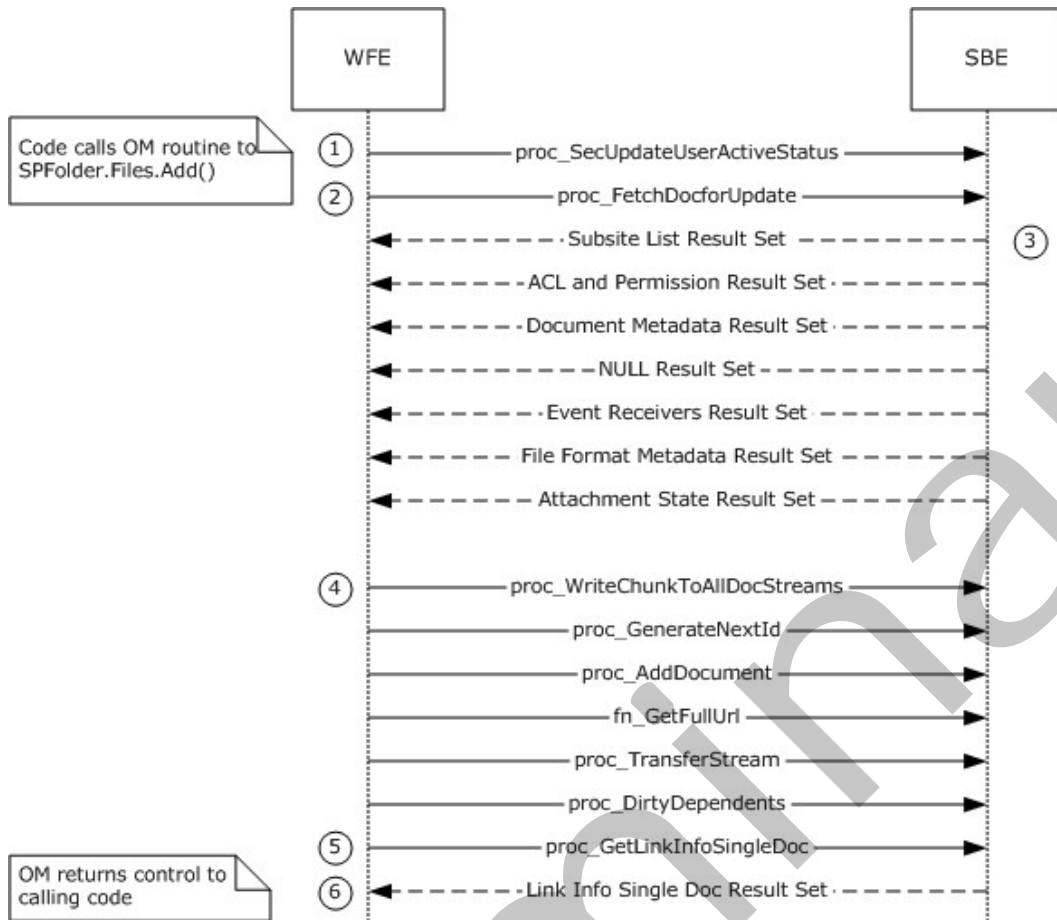 WFE
SBE
Code calls OM routine to
SPFolder.Files.Add()
1
proc_SecUpdateUserActiveStatus
2
proc_FetchDocforUpdate
Subsite List Result Set
3
ACL and Permission Result Set
Document Metadata Result Set
NULL Result Set
Event Receivers Result Set
File Format Metadata Result Set
Attachment State Result Set
4
proc_WriteChunkToAllDocStreams
proc_GenerateNextId
proc_AddDocument
fn_GetFullUrl
proc_TransferStream
proc_DirtyDependents
5
proc_GetLinkInfoSingleDoc
OM returns control to
calling code
6
Link Info Single Doc Result Set